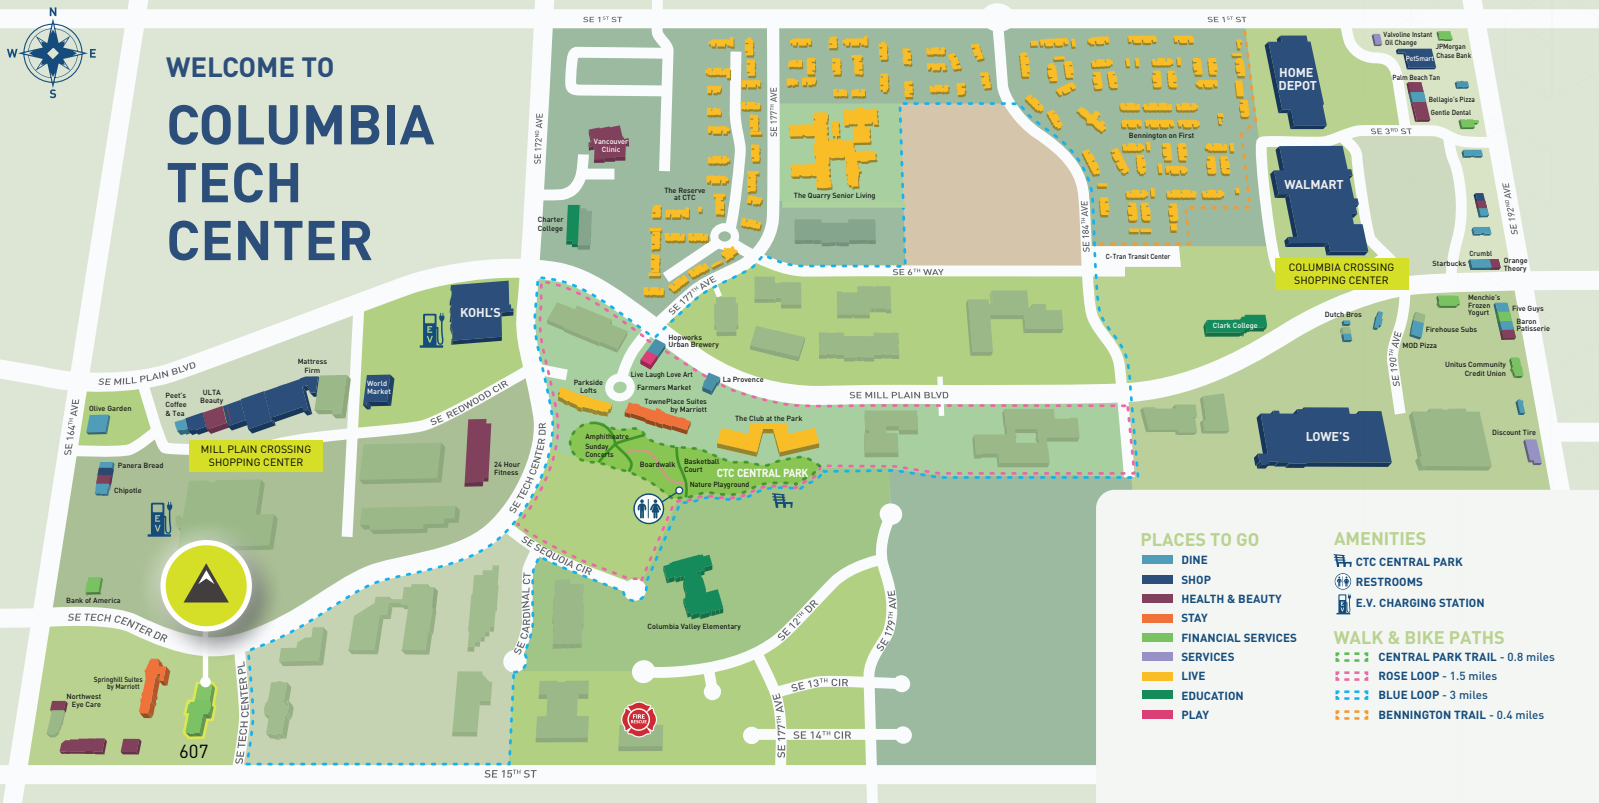 N
W
E
S
WELCOME TO
COLUMBIA
TECH
CENTER
SE 1ST ST
SE 1ST ST
SE 172ND AVE
SE 177TH AVE
Vancouver
Clinic
Charter
College
The Reserve
at CTC
The Quarry Senior Living
Bennington on First
SE 184TH AVE
C-Tran Transit Center
SE 6TH WAY
SE 177TH AVE
HOME
DEPOT
WALMART
COLUMBIA CROSSING
SHOPPING CENTER
Valvoline Instant
Oil Change
JPMorgan
Chase Bank
PetSmart
Palm Beach Tan
Bellagio's Pizza
Gentle Dental
SE 3RD ST
SE 192ND AVE
Crumbl
Starbucks
Orange
Theory
Menchie's
Frozen
Yogurt
Five Guys
Baron
Patisserie
Dutch Bros
Firehouse Subs
MOD Pizza
SE 190TH AVE
Unitus Community
Credit Union
Discount Tire
LOWE'S
Clark College
KOHL'S
E
V
SE MILL PLAIN BLVD
Mattress
Firm
World
Market
ULTA
Beauty
Peet's
Coffee
& Tea
Olive Garden
SE 164TH AVE
MILL PLAIN CROSSING
SHOPPING CENTER
SE REDWOOD CIR
24 Hour
Fitness
Panera Bread
Chipotle
E
V
SE TECH CENTER DR
Hopworks
Urban Brewery
Live Laugh Love Art
Farmers Market
La Provence
Parkside
Lofts
TownePlace Suites
by Marriott
The Club at the Park
SE MILL PLAIN BLVD
Amphitheatre
Sunday
Concerts
Boardwalk
Basketball
Court
CTC CENTRAL PARK
Nature Playground
SE SEQUOIA CIR
SE CARDINAL CT
Columbia Valley Elementary
Bank of America
SE TECH CENTER DR
Springhill Suites
by Marriott
Northwest
Eye Care
607
SE TECH CENTER PL
FIRE
RESCUE
SE 12TH DR
SE 179TH AVE
SE 13TH CIR
SE 177TH AVE
SE 14TH CIR
SE 15TH ST
PLACES TO GO
DINE
SHOP
HEALTH & BEAUTY
STAY
FINANCIAL SERVICES
SERVICES
LIVE
EDUCATION
PLAY
AMENITIES
CTC CENTRAL PARK
RESTROOMS
E.V. CHARGING STATION
WALK & BIKE PATHS
CENTRAL PARK TRAIL - 0.8 miles
ROSE LOOP - 1.5 miles
BLUE LOOP - 3 miles
BENNINGTON TRAIL - 0.4 miles